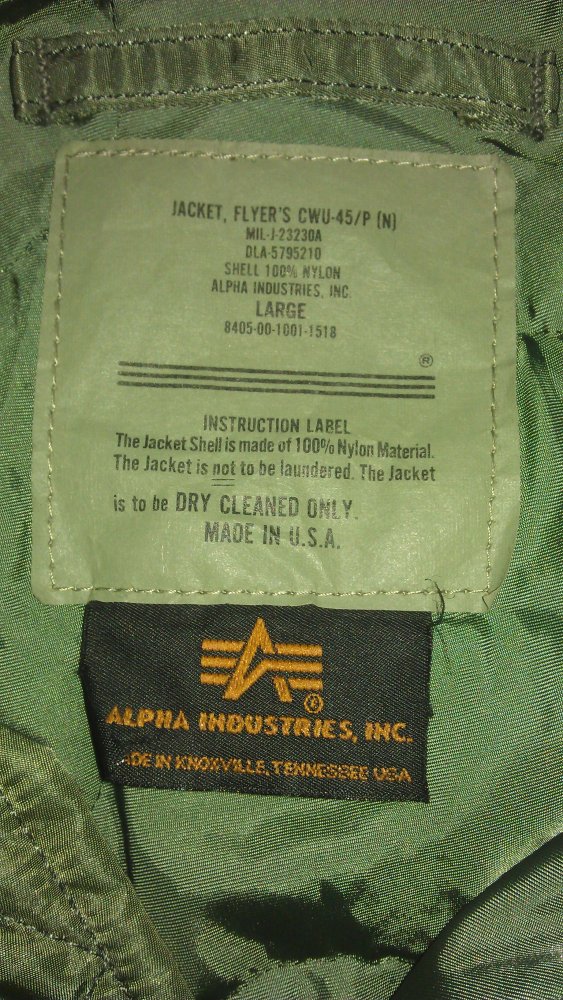 JACKET, FLYER'S CWU-45/P (N)
MIL-J-23230A
DLA-5795210
SHELL 100% NYLON
ALPHA INDUSTRIES, INC.
LARGE
8405-00-1001-1518
®
INSTRUCTION LABEL
The Jacket Shell is made of 100% Nylon Material.
The Jacket is not to be laundered. The Jacket
is to be DRY CLEANED ONLY.
MADE IN U.S.A.
®
ALPHA INDUSTRIES, INC.
ADE IN KNOXVILLE, TENNESSEE USA